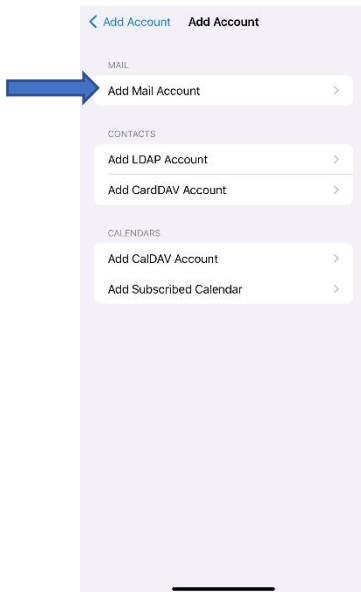 Add Account Add Account
MAIL
Add Mail Account
CONTACTS
Add LDAP Account
Add CardDAV Account
CALENDARS
Add CalDAV Account
Add Subscribed Calendar